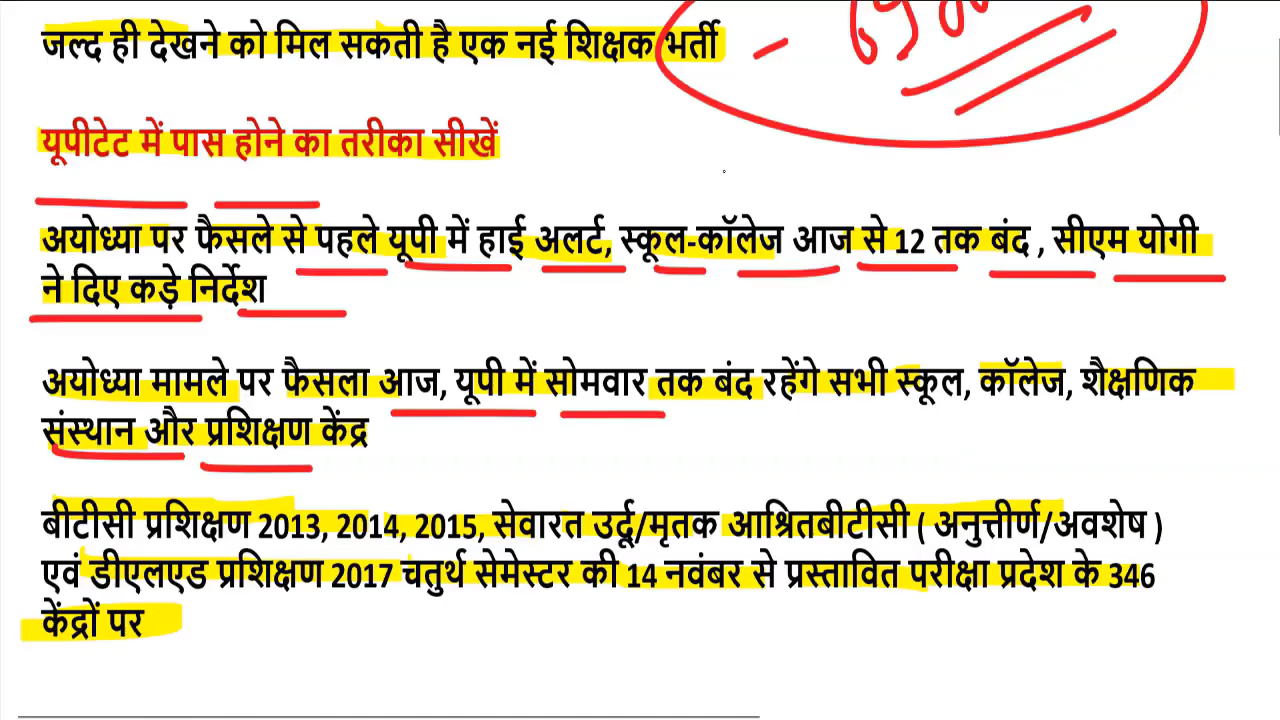 जल्द ही देखने को मिल सकती है एक नई शिक्षक भर्ती
यूपीटेट में पास होने का तरीका सीखें
अयोध्या पर फैसले से पहले यूपी में हाई अलर्ट, स्कूल-कॉलेज आज से 12 तक बंद , सीएम योगी
ने दिए कड़े निर्देश
अयोध्या मामले पर फैसला आज, यूपी में सोमवार तक बंद रहेंगे सभी स्कूल, कॉलेज, शैक्षणिक
संस्थान और प्रशिक्षण केंद्र
बीटीसी प्रशिक्षण 2013, 2014, 2015, सेवारत उर्दू/मृतक आश्रितबीटीसी ( अनुत्तीर्ण/अवशेष )
एवं डीएलएड प्रशिक्षण 2017 चतुर्थ सेमेस्टर की 14 नवंबर से प्रस्तावित परीक्षा प्रदेश के 346
केंद्रों पर